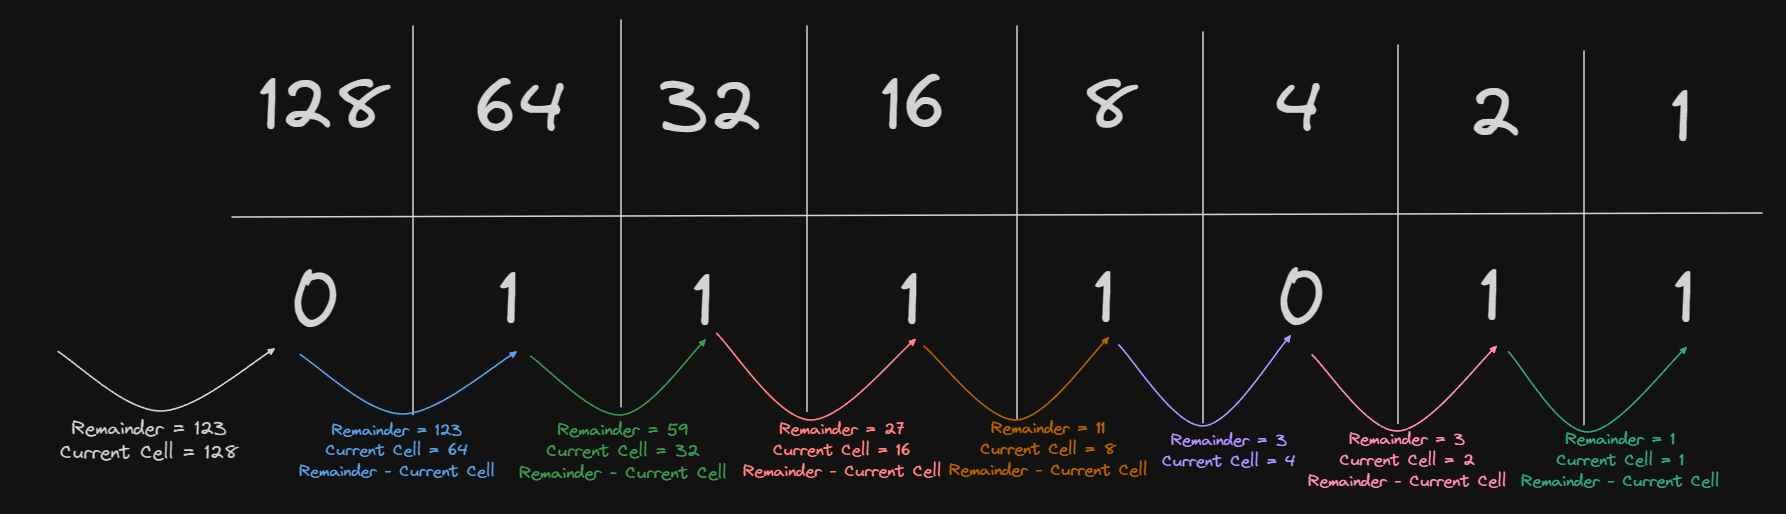 128 64 32 16 8 4 2 1
0 1 1 1 1 0 1 1
Remainder = 123
Current Cell = 128
Remainder = 123
Current Cell = 64
Remainder - Current Cell
Remainder = 59
Current Cell = 32
Remainder - Current Cell
Remainder = 27
Current Cell = 16
Remainder - Current Cell
Remainder = 11
Current Cell = 8
Remainder - Current Cell
Remainder = 3
Current Cell = 4
Remainder = 3
Current Cell = 2
Remainder - Current Cell
Remainder = 1
Current Cell = 1
Remainder - Current Cell